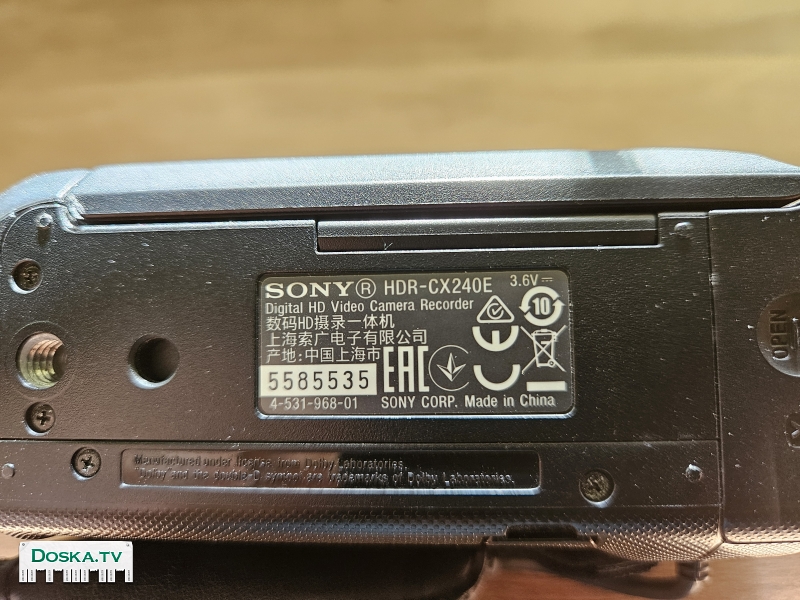 SONY® HDR-CX240E 3.6V
Digital HD Video Camera Recorder
数码HD摄录一体机
上海索广电子有限公司
产地:中国上海市
10
5585535 EAC CE
4-531-968-01 SONY CORP. Made in China
OPEN
Manufactured under license from Dolby Laboratories.
"Dolby" and the double-D symbol are trademarks of Dolby Laboratories.
DOSKA.TV